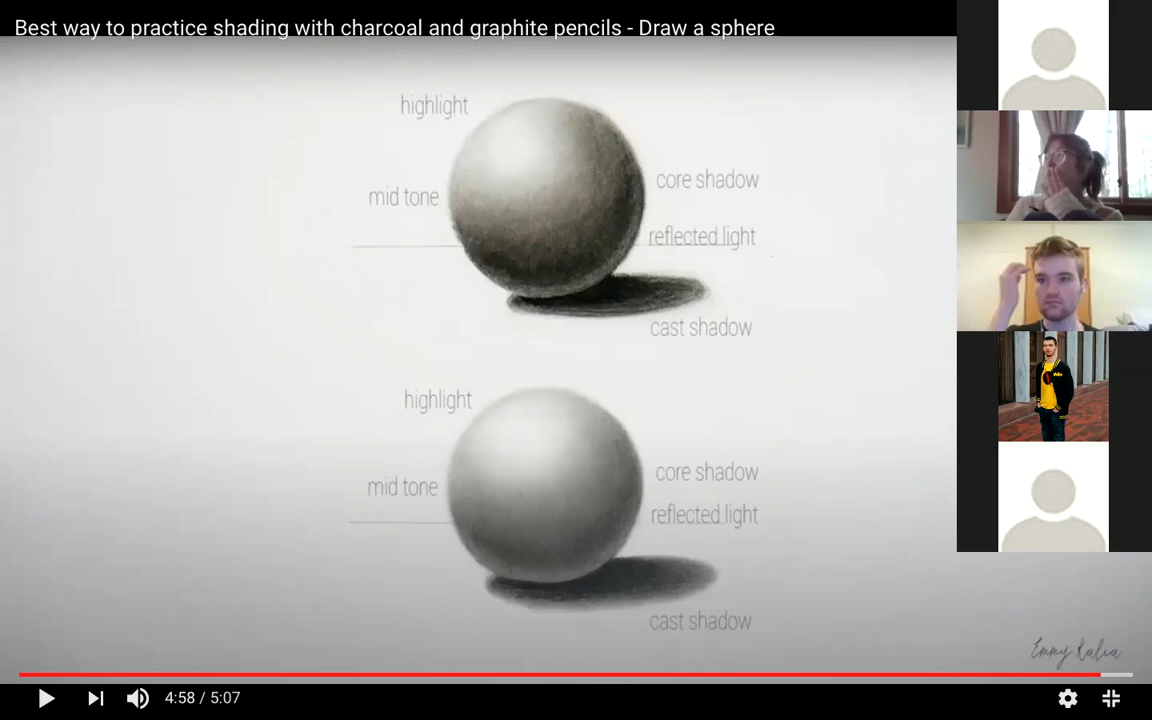 Best way to practice shading with charcoal and graphite pencils - Draw a sphere
highlight
mid tone
core shadow
reflected light
cast shadow
highlight
mid tone
core shadow
reflected light
cast shadow
Emmy Kalia
4:58 / 5:07